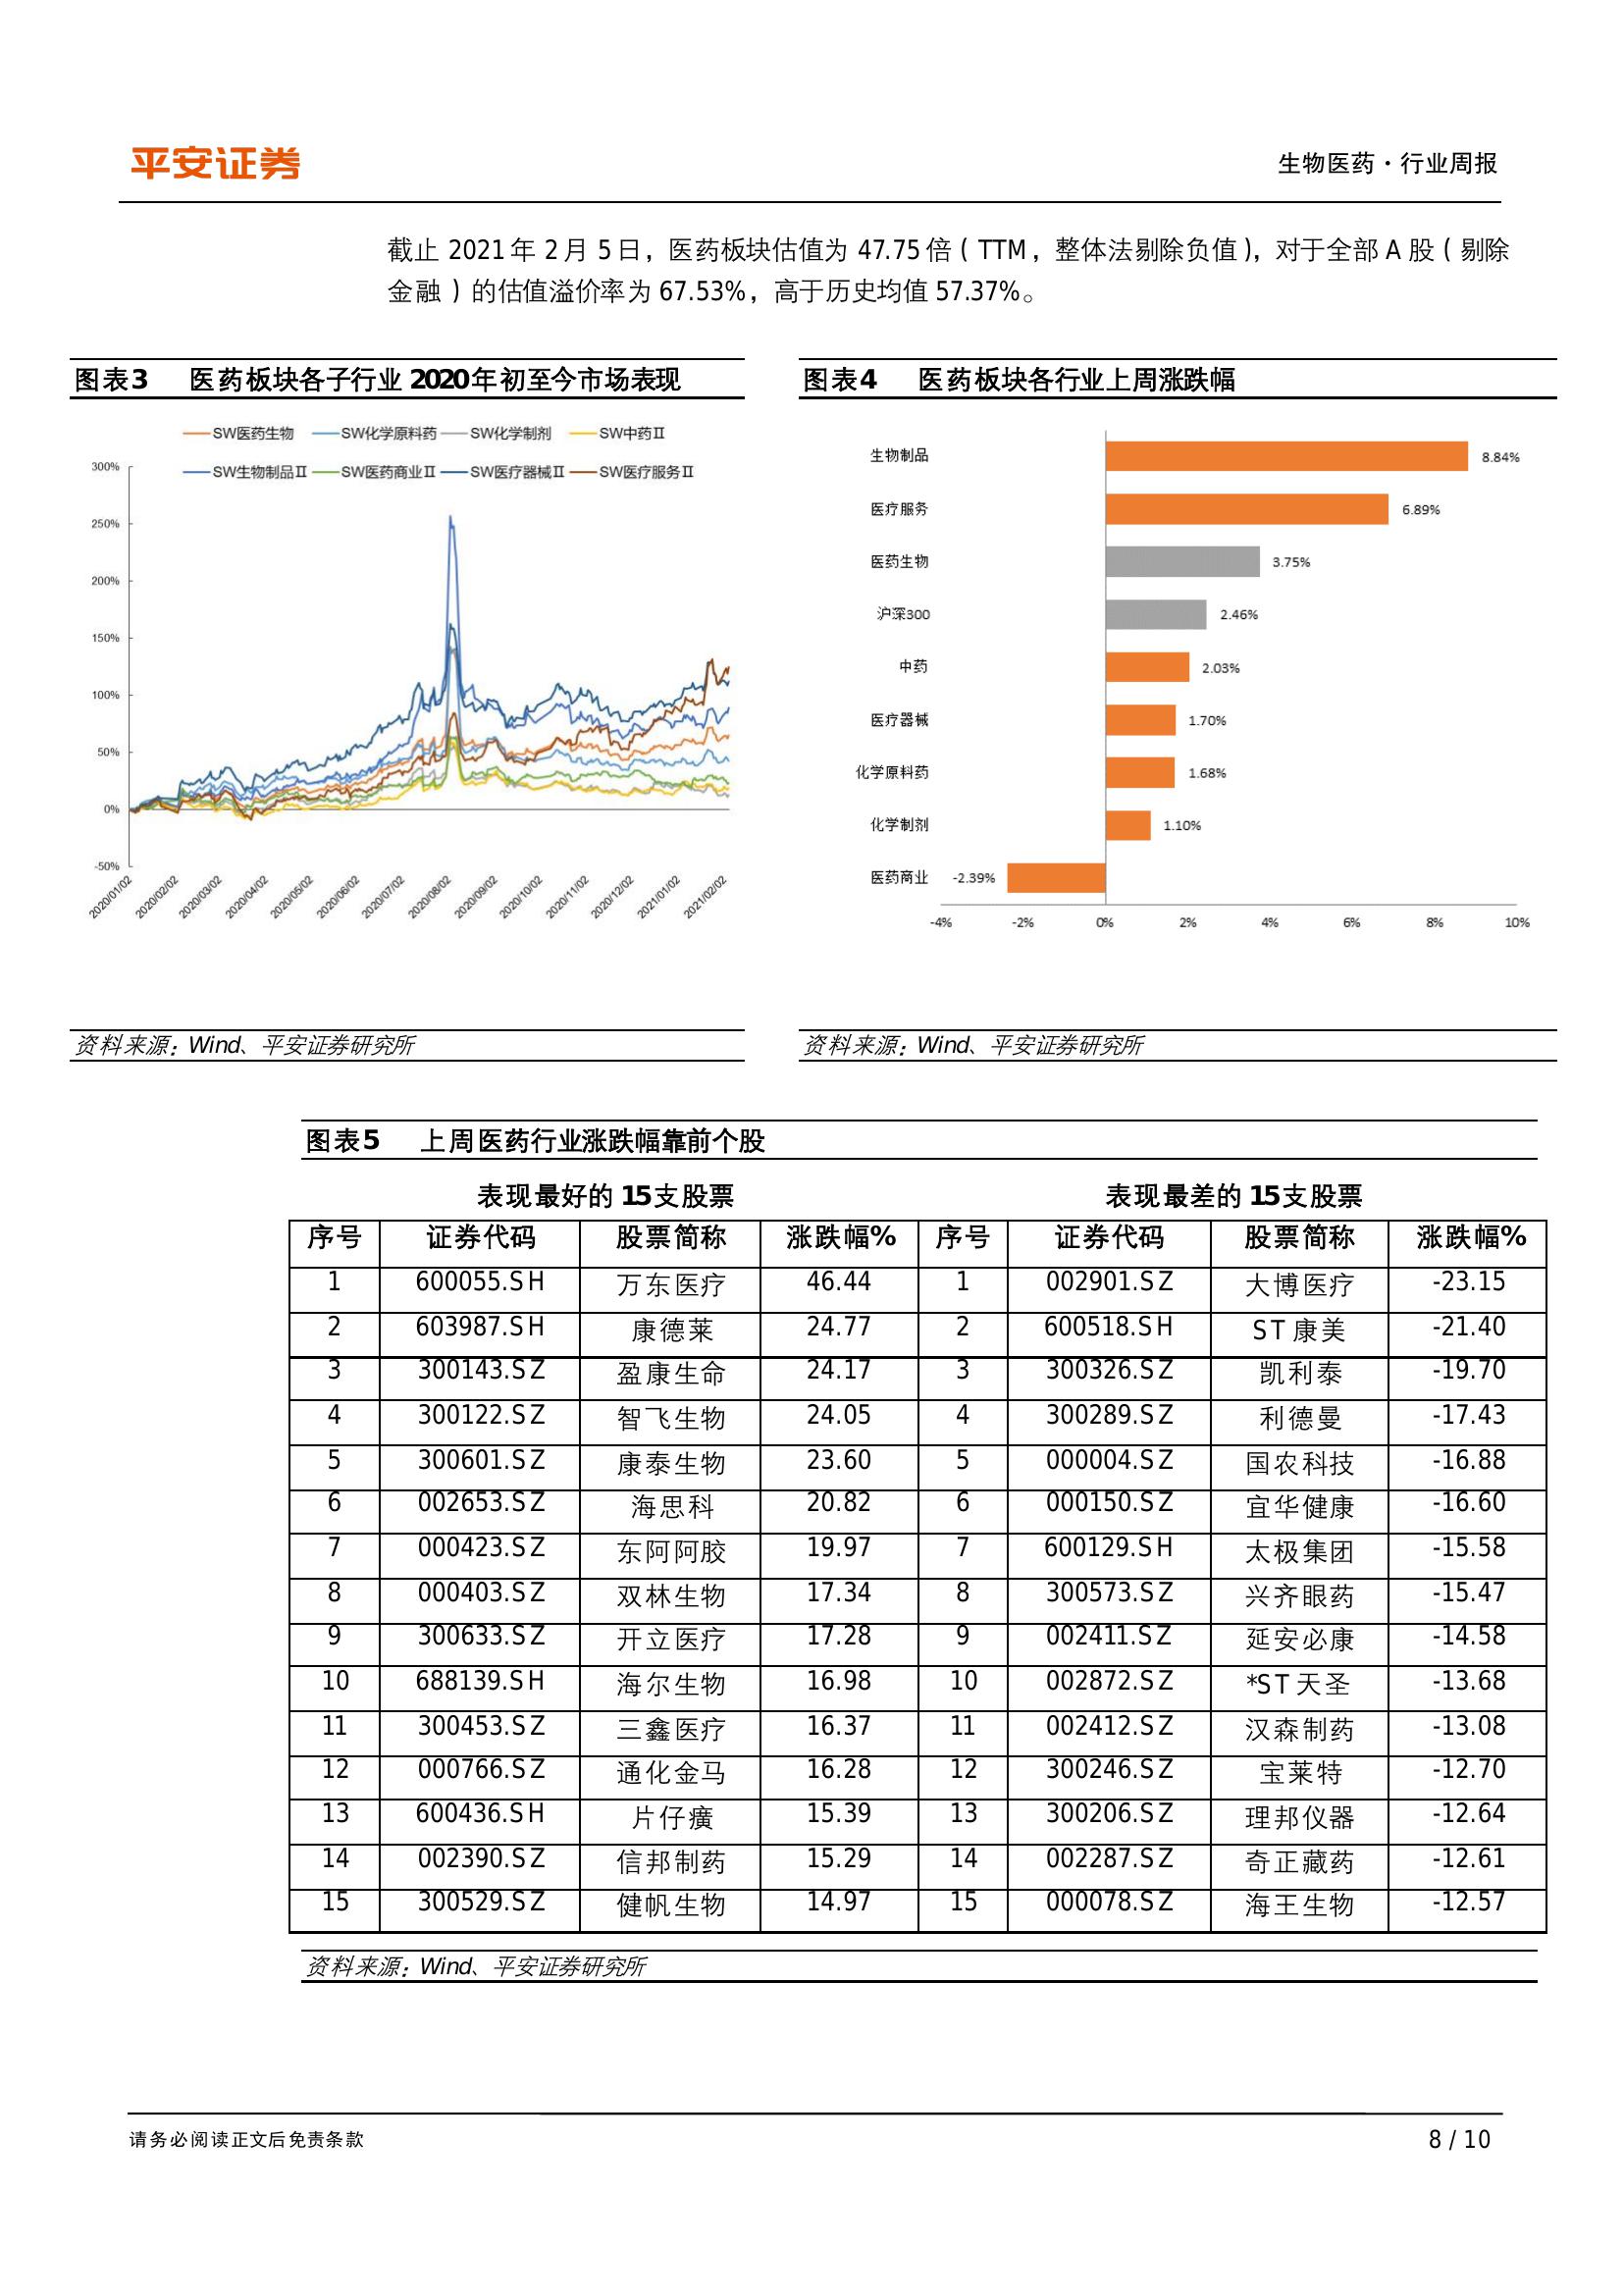 平安证券
生物医药·行业周报
截止 2021年 2月 5日，医药板块估值为 47.75倍（TTM，整体法剔除负值），对于全部 A 股（剔除
金融）的估值溢价率为 67.53%，高于历史均值 57.37%。
图表3 医药板块各子行业 2020年初至今市场表现
SW医药生物 SW化学原料药 SW化学制剂 SW中药Ⅱ
SW生物制品Ⅱ SW医药商业Ⅱ SW医疗器械Ⅱ SW医疗服务Ⅱ
300%
250%
200%
150%
100%
50%
0%
-50%
2020/01/02 2020/02/02 2020/03/02 2020/04/02 2020/05/02 2020/06/02 2020/07/02 2020/08/02 2020/09/02 2020/10/02 2020/11/02 2020/12/02 2021/01/02 2021/02/02
资料来源：Wind、平安证券研究所
图表4 医药板块各行业上周涨跌幅
生物制品 8.84%
医疗服务 6.89%
医药生物 3.75%
沪深300 2.46%
中药 2.03%
医疗器械 1.70%
化学原料药 1.68%
化学制剂 1.10%
医药商业 -2.39%
-4% -2% 0% 2% 4% 6% 8% 10%
资料来源：Wind、平安证券研究所
图表5 上周医药行业涨跌幅靠前个股
表现最好的 15支股票 表现最差的 15支股票
序号 证券代码 股票简称 涨跌幅% 序号 证券代码 股票简称 涨跌幅%
1 600055.SH 万东医疗 46.44 1 002901.SZ 大博医疗 -23.15
2 603987.SH 康德莱 24.77 2 600518.SH ST康美 -21.40
3 300143.SZ 盈康生命 24.17 3 300326.SZ 凯利泰 -19.70
4 300122.SZ 智飞生物 24.05 4 300289.SZ 利德曼 -17.43
5 300601.SZ 康泰生物 23.60 5 000004.SZ 国农科技 -16.88
6 002653.SZ 海思科 20.82 6 000150.SZ 宜华健康 -16.60
7 000423.SZ 东阿阿胶 19.97 7 600129.SH 太极集团 -15.58
8 000403.SZ 双林生物 17.34 8 300573.SZ 兴齐眼药 -15.47
9 300633.SZ 开立医疗 17.28 9 002411.SZ 延安必康 -14.58
10 688139.SH 海尔生物 16.98 10 002872.SZ *ST天圣 -13.68
11 300453.SZ 三鑫医疗 16.37 11 002412.SZ 汉森制药 -13.08
12 000766.SZ 通化金马 16.28 12 300246.SZ 宝莱特 -12.70
13 600436.SH 片仔癀 15.39 13 300206.SZ 理邦仪器 -12.64
14 002390.SZ 信邦制药 15.29 14 002287.SZ 奇正藏药 -12.61
15 300529.SZ 健帆生物 14.97 15 000078.SZ 海王生物 -12.57
资料来源：Wind、平安证券研究所
请务必阅读正文后免责条款
8 / 10